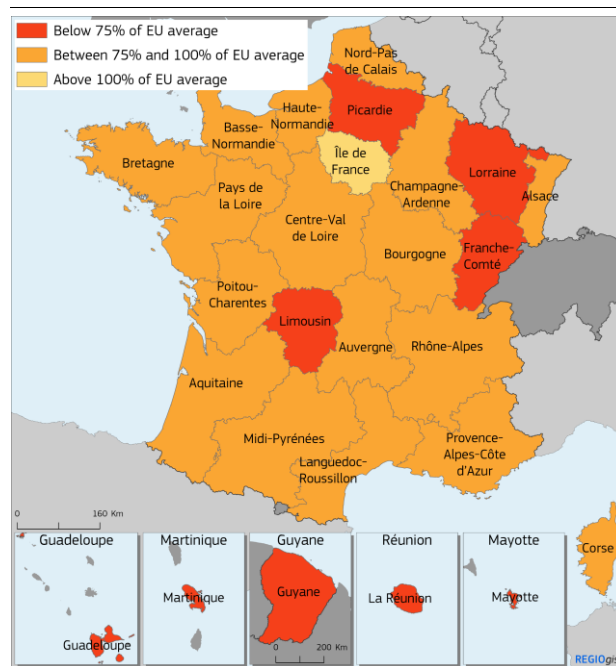 Below 75% of EU average
Between 75% and 100% of EU average
Above 100% of EU average
Nord-Pas
de Calais
Picardie
Haute-
Normandie
Basse-
Normandie
Île de
France
Lorraine
Alsace
Champagne-
Ardenne
Bretagne
Pays de
la Loire
Centre-Val
de Loire
Bourgogne
Franche-
Comté
Poitou-
Charentes
Limousin
Auvergne
Rhône-Alpes
Aquitaine
Midi-Pyrénées
Languedoc-
Roussillon
Provence-
Alpes-Côte
d'Azur
0 160 Km
Corse
Guadeloupe
Guadeloupe
Martinique
Martinique
Guyane
Guyane
0 200 Km
Réunion
La Réunion
Mayotte
Mayotte